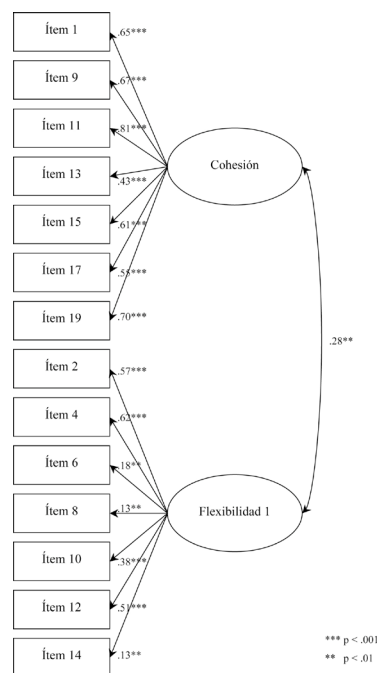 Ítem 1
.65***
Ítem 9
.67***
Ítem 11
.81***
Ítem 13
.43***
Ítem 15
.61***
Ítem 17
.55***
Ítem 19
.70***
Cohesión
.28**
Ítem 2
.57***
Ítem 4
.62***
Ítem 6
.18**
Ítem 8
.13**
Ítem 10
.38***
Ítem 12
.51***
Ítem 14
.13**
Flexibilidad 1
*** p < .001
** p < .01